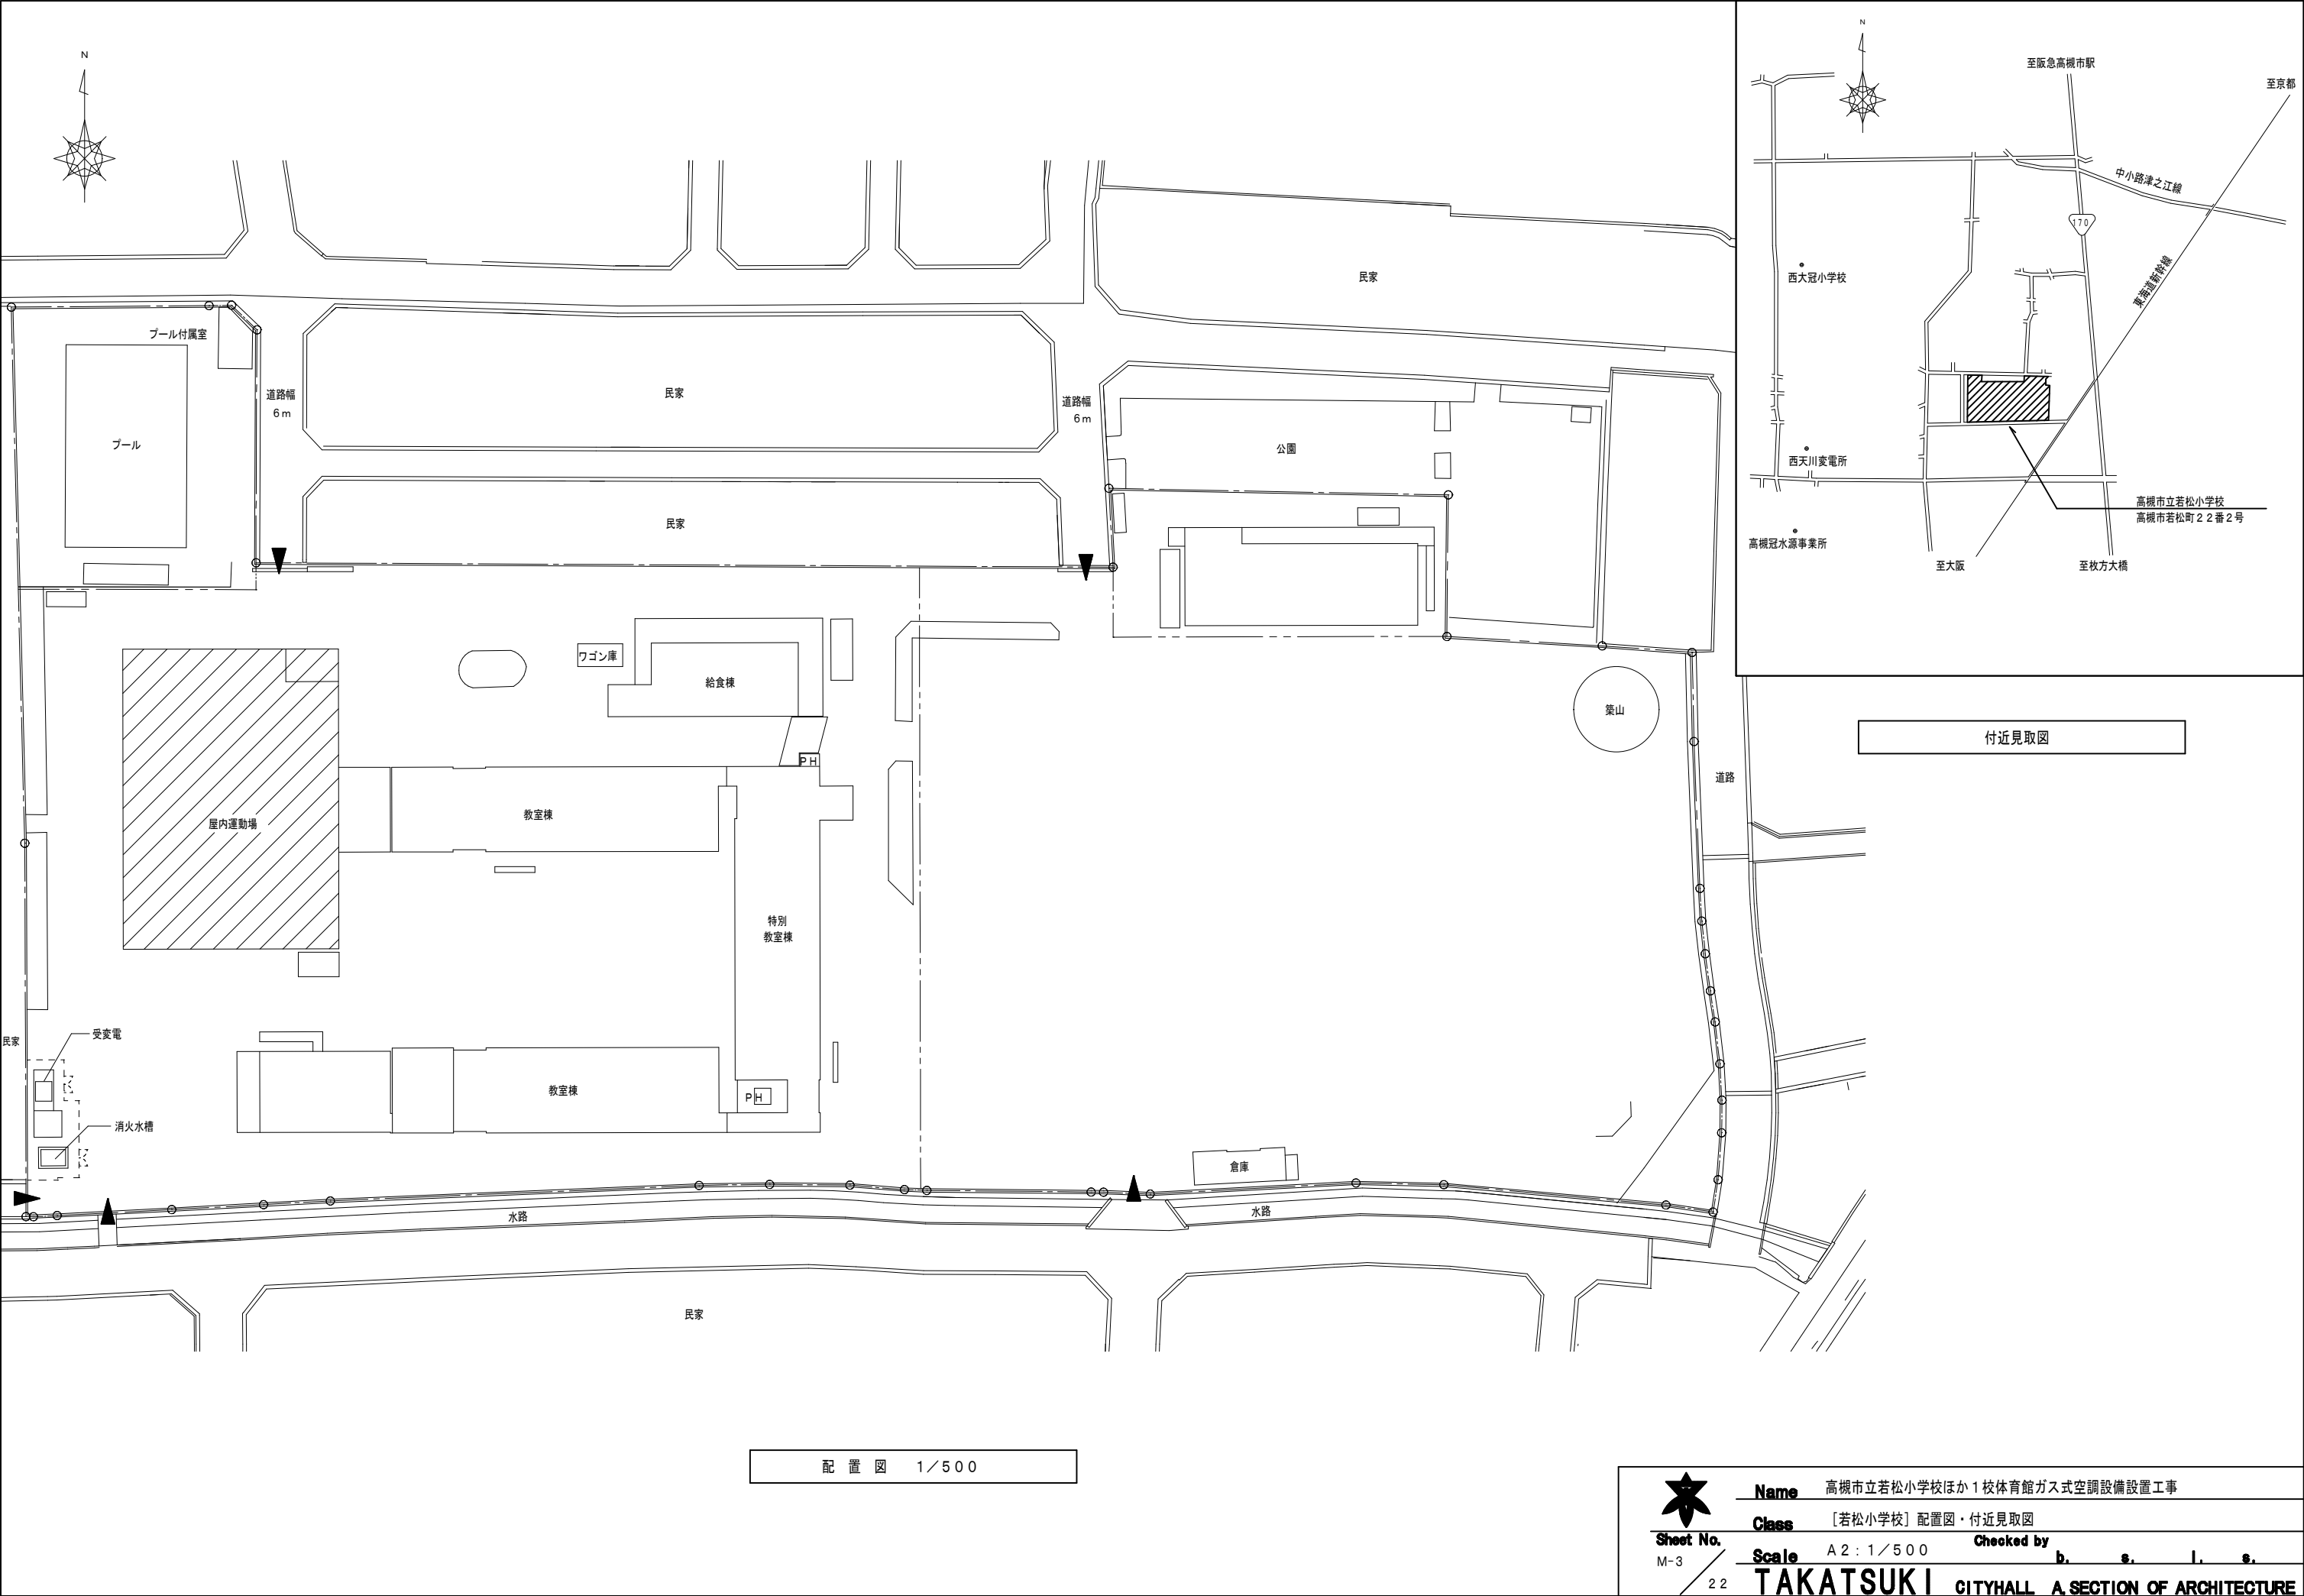 N
プール付属室
道路幅
6m
プール
民家
道路幅
6m
民家
民家
公園
ワゴン庫
給食棟
PH
築山
道路
教室棟
屋内運動場
特別
教室棟
受変電
民家
教室棟
PH
消火水槽
倉庫
水路
水路
民家
配置図 1/500
N
至阪急高槻市駅
至京都
中小路津之江線
170
西大冠小学校
東海道新幹線
西天川変電所
高槻市立若松小学校
高槻市若松町22番2号
高槻冠水源事業所
至大阪
至枚方大橋
付近見取図
Name 高槻市立若松小学校ほか1校体育館ガス式空調設備設置工事
Class [若松小学校]配置図・付近見取図
Sheet No. M-3/22
Scale A2:1/500 Checked by b. s. l. s.
TAKATSUKI CITYHALL A.SECTION OF ARCHITECTURE